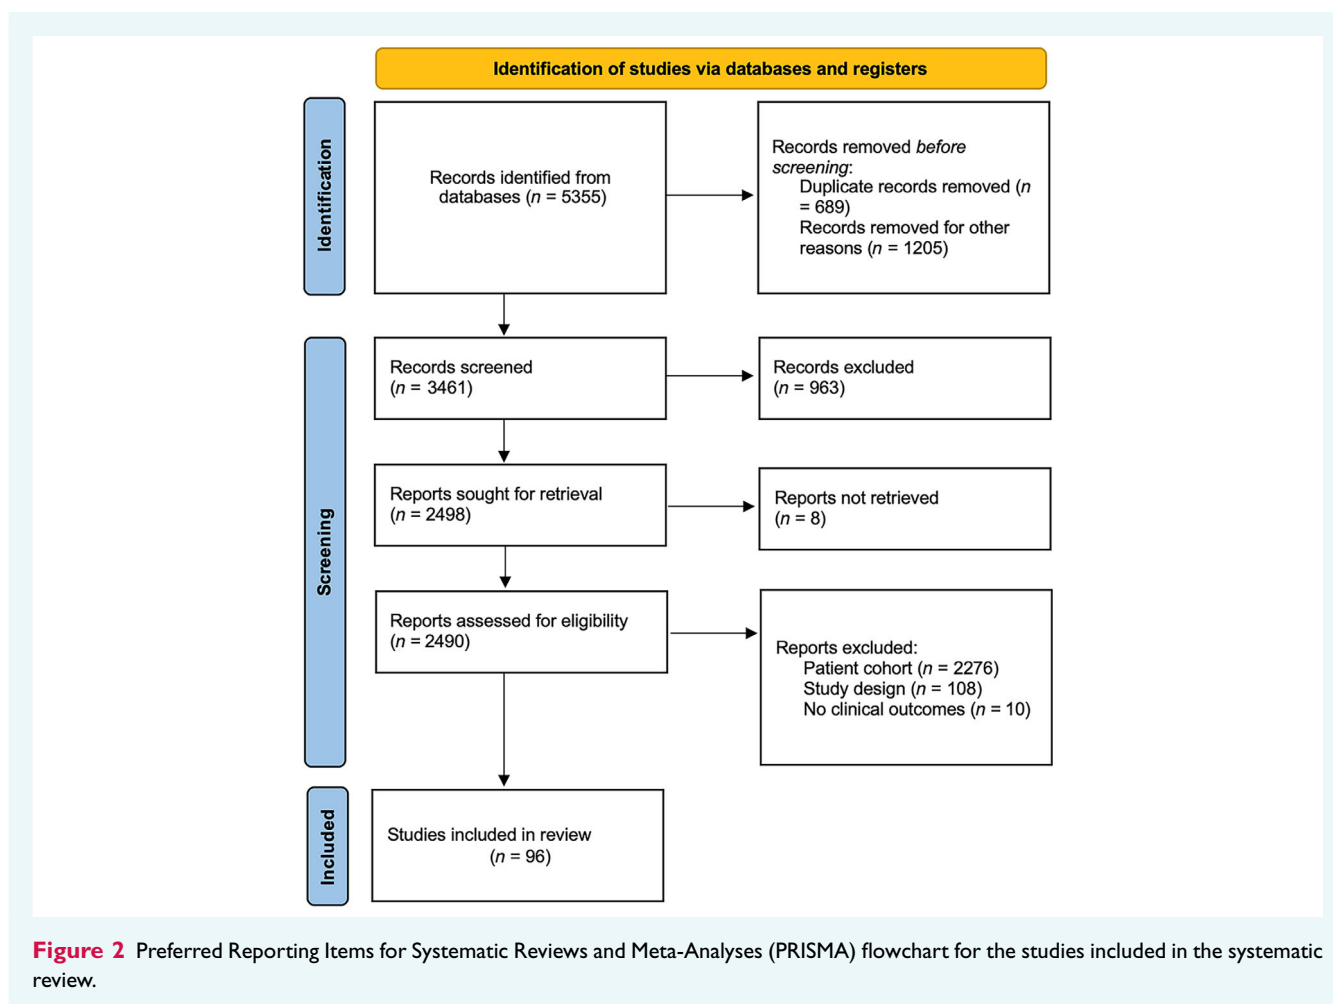 Identification of studies via databases and registers
Identification
Records identified from
databases (n = 5355)
Records removed before
screening:
Duplicate records removed (n
= 689)
Records removed for other
reasons (n = 1205)
Screening
Records screened
(n = 3461)
Records excluded
(n = 963)
Reports sought for retrieval
(n = 2498)
Reports not retrieved
(n = 8)
Reports assessed for eligibility
(n = 2490)
Reports excluded:
Patient cohort (n = 2276)
Study design (n = 108)
No clinical outcomes (n = 10)
Included
Studies included in review
(n = 96)
Figure 2 Preferred Reporting Items for Systematic Reviews and Meta-Analyses (PRISMA) flowchart for the studies included in the systematic
review.